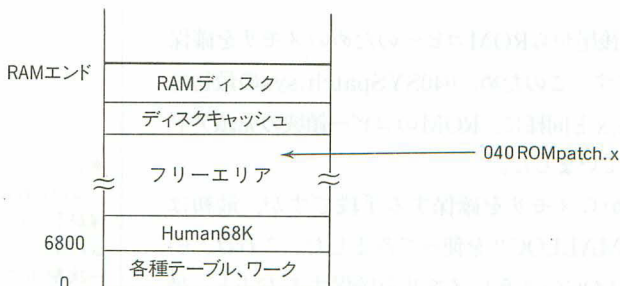 RAMエンド
RAMディスク
ディスクキャッシュ
フリーエリア
040 ROMpatch.x
6800
Human68K
各種テーブル、ワーク
0